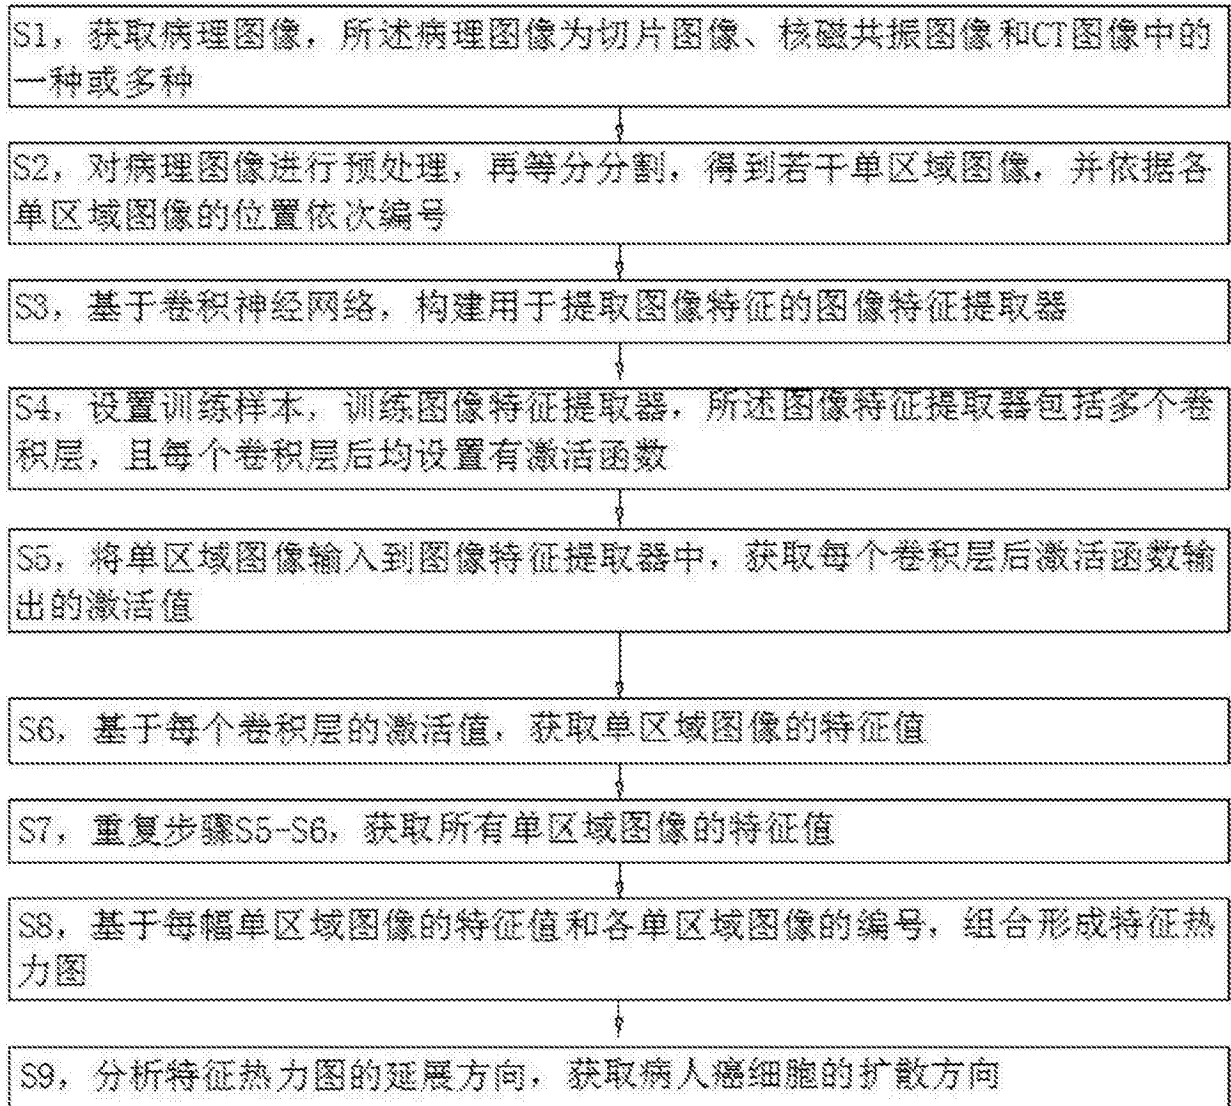 S1，获取病理图像，所述病理图像为切片图像、核磁共振图像和CT图像中的
一种或多种
S2，对病理图像进行预处理，再等分分割，得到若干单区域图像，并依据各
单区域图像的位置依次编号
S3，基于卷积神经网络，构建用于提取图像特征的图像特征提取器
S4，设置训练样本，训练图像特征提取器，所述图像特征提取器包括多个卷
积层，且每个卷积层后均设置有激活函数
S5，将单区域图像输入到图像特征提取器中，获取每个卷积层后激活函数输
出的激活值
S6，基于每个卷积层的激活值，获取单区域图像的特征值
S7，重复步骤S5-S6，获取所有单区域图像的特征值
S8，基于每幅单区域图像的特征值和各单区域图像的编号，组合形成特征热
力图
S9，分析特征热力图的延展方向，获取病人癌细胞的扩散方向